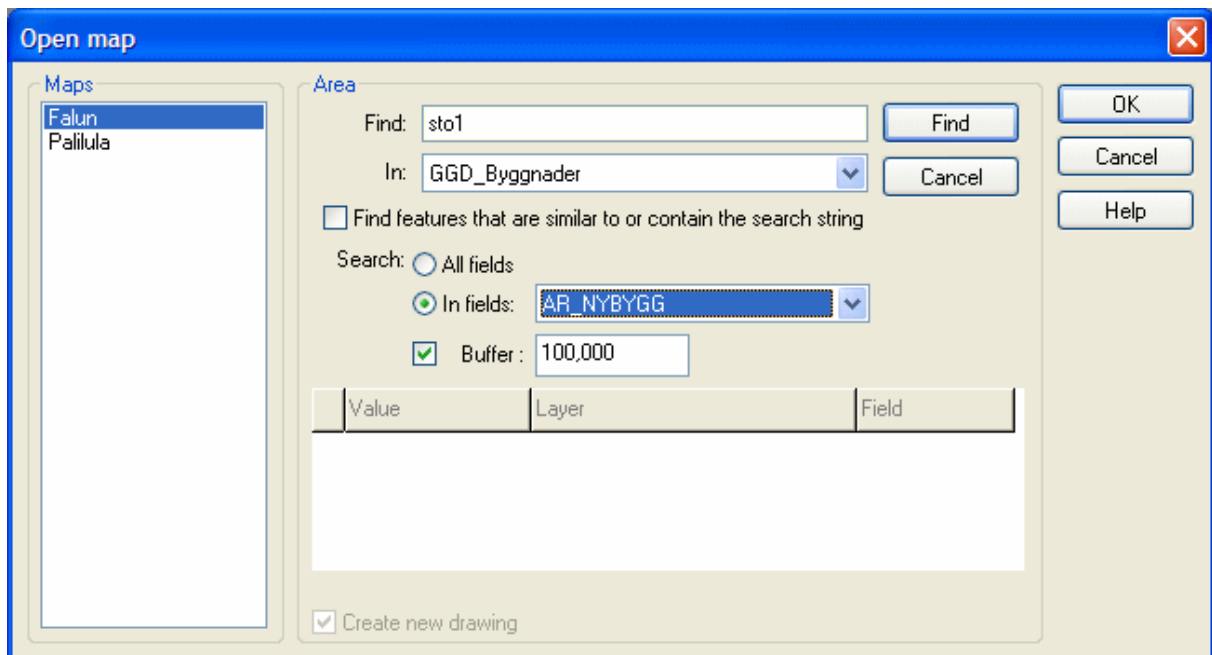 Open map
Maps
Falun
Palilula
Area
Find: sto1 Find
In: GGD_Byggnader Cancel
Find features that are similar to or contain the search string
Search: All fields
In fields: AR_NYBYGG
Buffer : 100,000
Value Layer Field
Create new drawing
OK
Cancel
Help